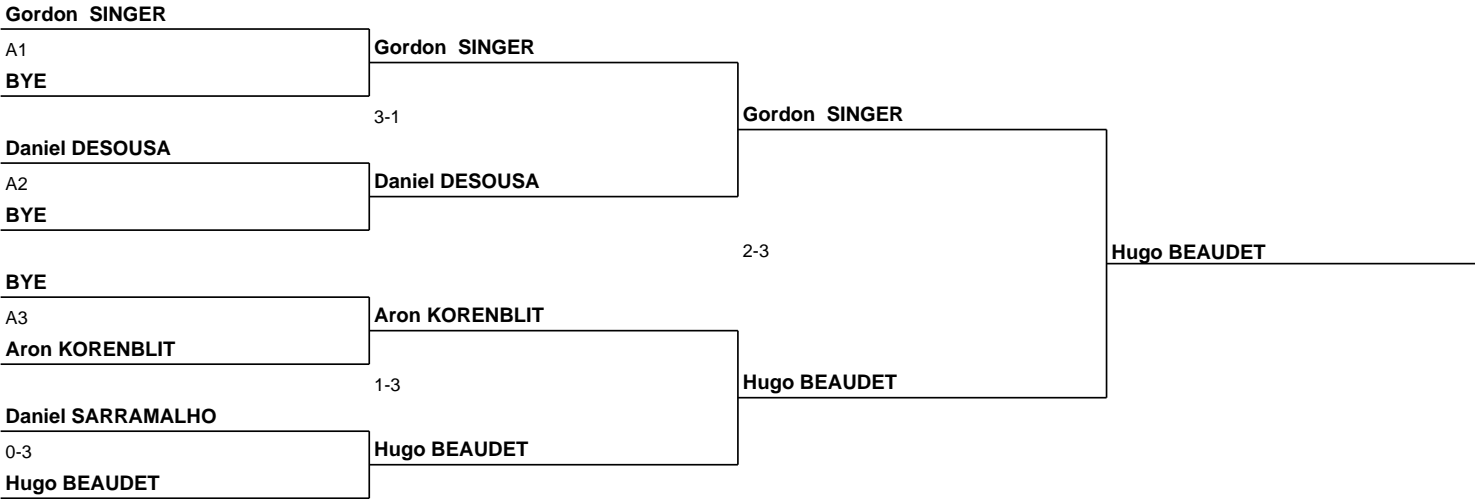 Gordon  SINGER
A1
Gordon  SINGER
BYE
3-1
Gordon  SINGER
Daniel DESOUSA
A2
Daniel DESOUSA
BYE
2-3
Hugo BEAUDET
BYE
A3
Aron KORENBLIT
Aron KORENBLIT
1-3
Hugo BEAUDET
Daniel SARRAMALHO
0-3
Hugo BEAUDET
Hugo BEAUDET